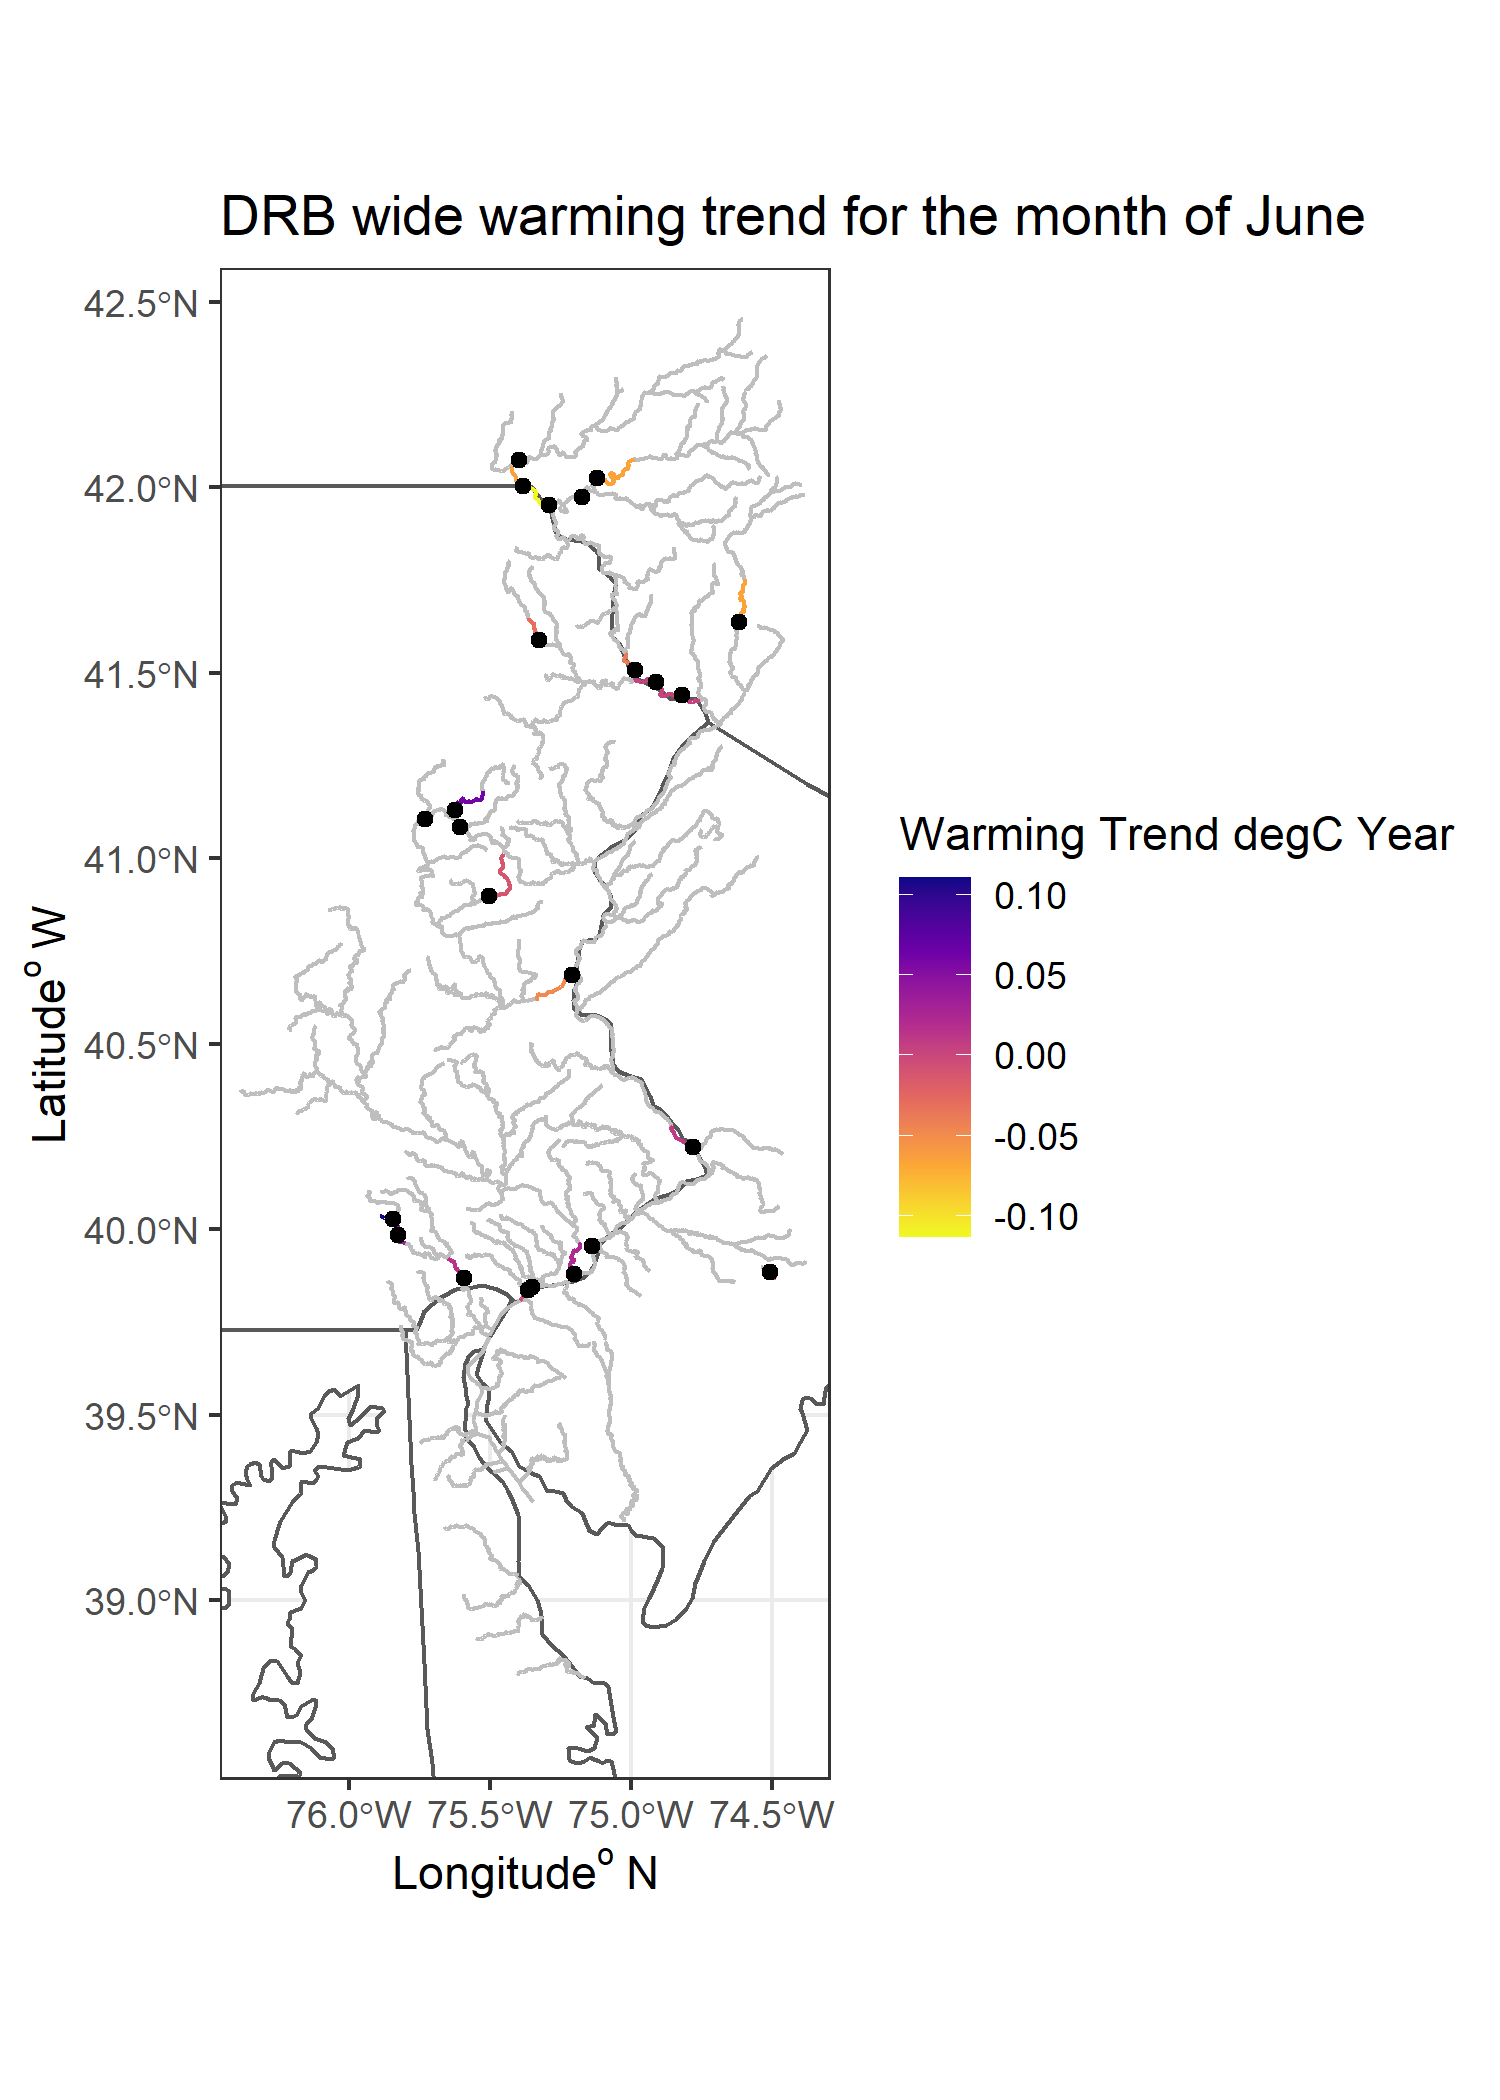 DRB wide warming trend for the month of June
42.5°N
42.0°N
41.5°N
41.0°N
40.5°N
40.0°N
39.5°N
39.0°N
Latitude° W
76.0°W 75.5°W 75.0°W 74.5°W
Longitude° N
Warming Trend degC Year
0.10
0.05
0.00
-0.05
-0.10